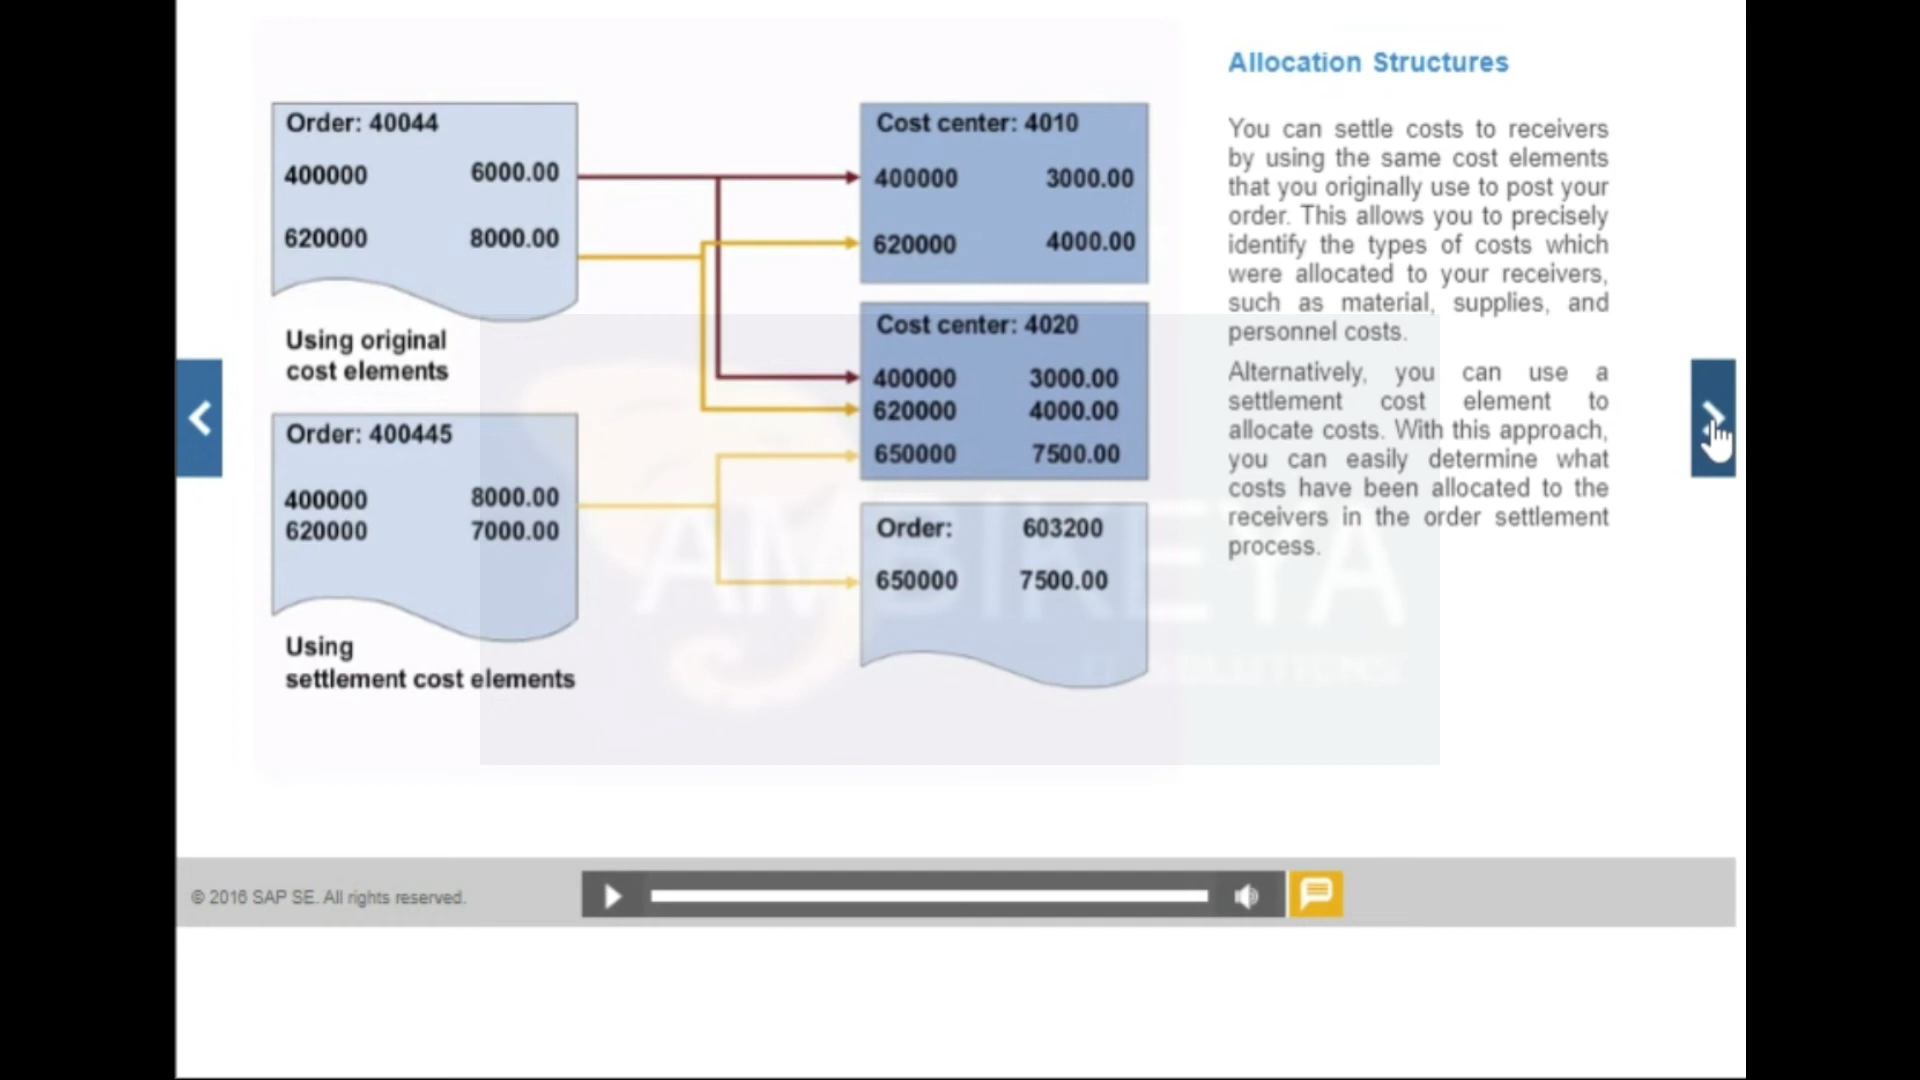 Order: 40044
400000 6000.00
620000 8000.00
Using original
cost elements
Order: 400445
400000 8000.00
620000 7000.00
Using
settlement cost elements
Cost center: 4010
400000 3000.00
620000 4000.00
Cost center: 4020
400000 3000.00
620000 4000.00
650000 7500.00
Order: 603200
650000 7500.00
Allocation Structures
You can settle costs to receivers
by using the same cost elements
that you originally use to post your
order. This allows you to precisely
identify the types of costs which
were allocated to your receivers,
such as material, supplies, and
personnel costs.
Alternatively, you can use a
settlement cost element to
allocate costs. With this approach,
you can easily determine what
costs have been allocated to the
receivers in the order settlement
process.
AMBIKEYA
IT SOLUTIONS
© 2016 SAP SE. All rights reserved.